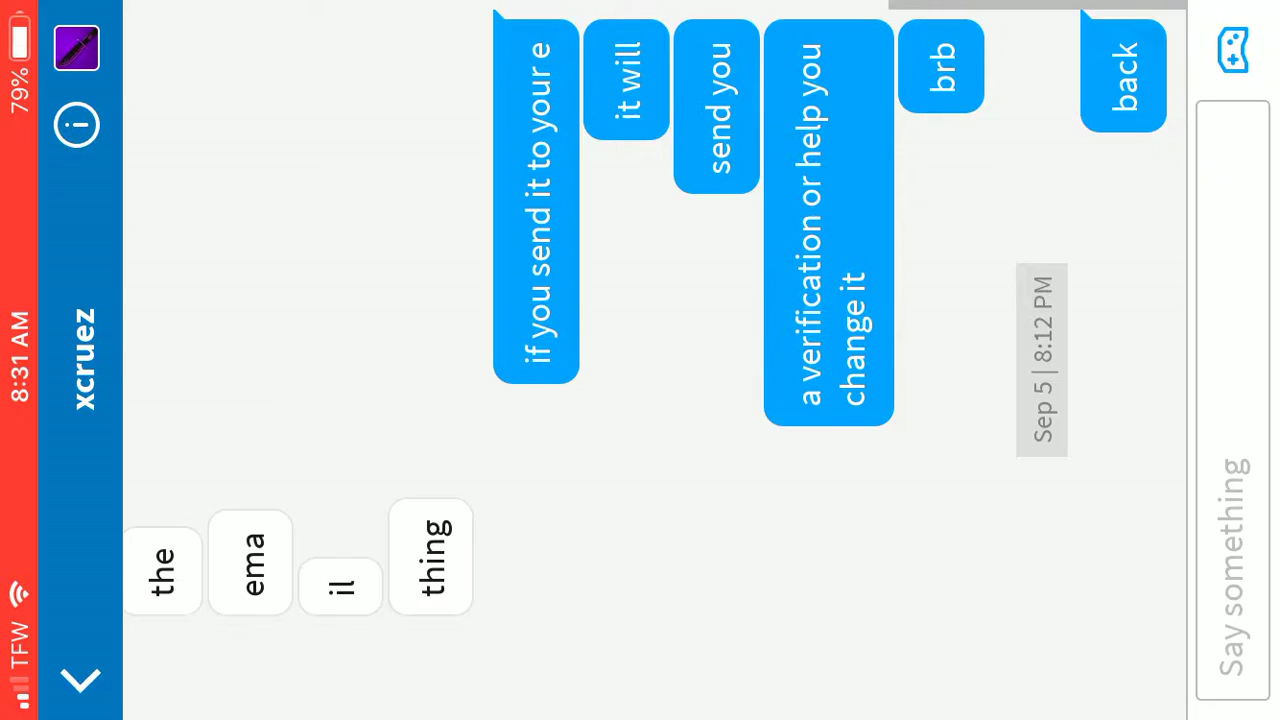 TFW 8:31 AM 79%
xcruez
the
ema
il
thing
if you send it to your e
it will
send you
a verification or help you
change it
brb
Sep 5 | 8:12 PM
back
Say something